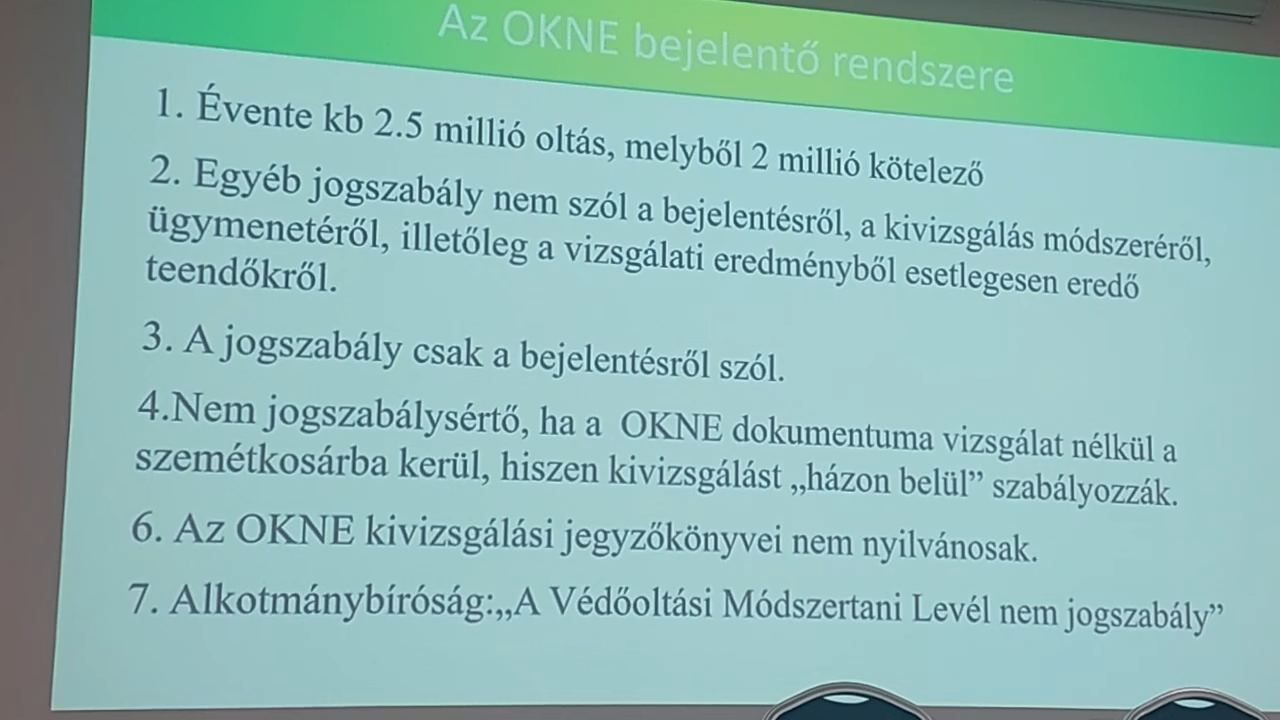 Az OKNE bejelentő rendszere
1. Évente kb 2.5 millió oltás, melyből 2 millió kötelező
2. Egyéb jogszabály nem szól a bejelentésről, a kivizsgálás módszeréről,
ügymenetéről, illetőleg a vizsgálati eredményből esetlegesen eredő
teendőkről.
3. A jogszabály csak a bejelentésről szól.
4.Nem jogszabálysértő, ha a OKNE dokumentuma vizsgálat nélkül a
szemétkosárba kerül, hiszen kivizsgálást „házon belül” szabályozzák.
6. Az OKNE kivizsgálási jegyzőkönyvei nem nyilvánosak.
7. Alkotmánybíróság:„A Védőoltási Módszertani Levél nem jogszabály”